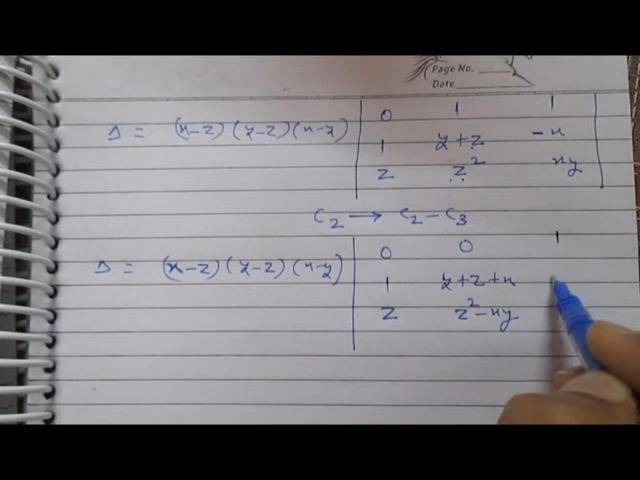 Page No.
Date
Δ = (x-z) (y-z) (x-y) | 0 1 1 |
1 y+z -x
z z² xy
C₂ → C₂-C₃
Δ = (x-z) (y-z) (x-y) | 0 0 1
1 y+z+x
z z²-xy